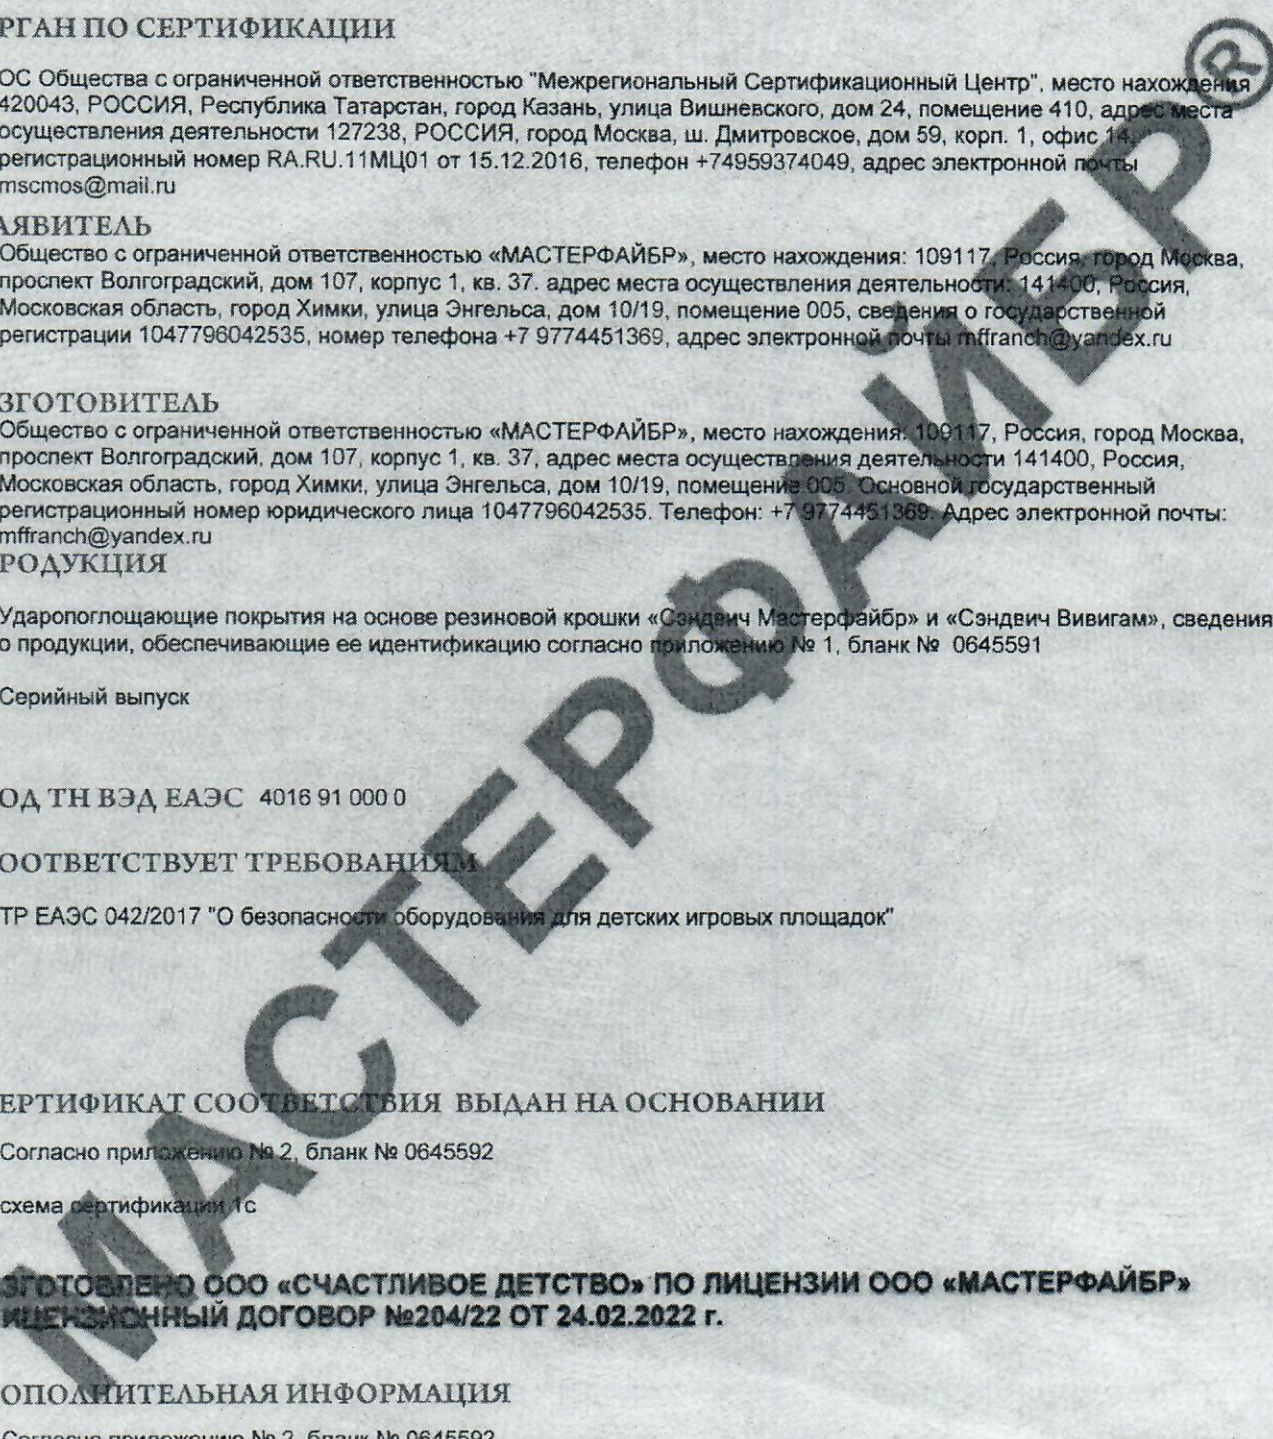 РГАН ПО СЕРТИФИКАЦИИ
ОС Общества с ограниченной ответственностью "Межрегиональный Сертификационный Центр", место нахождения
420043, РОССИЯ, Республика Татарстан, город Казань, улица Вишневского, дом 24, помещение 410, адрес места
осуществления деятельности 127238, РОССИЯ, город Москва, ш. Дмитровское, дом 59, корп. 1, офис 14,
регистрационный номер RA.RU.11МЦ01 от 15.12.2016, телефон +74959374049, адрес электронной почты
mscmos@mail.ru
АЯВИТЕЛЬ
Общество с ограниченной ответственностью «МАСТЕРФАЙБР», место нахождения: 109117, Россия, город Москва,
проспект Волгоградский, дом 107, корпус 1, кв. 37. адрес места осуществления деятельности: 141400, Россия,
Московская область, город Химки, улица Энгельса, дом 10/19, помещение 005, сведения о государственной
регистрации 1047796042535, номер телефона +7 9774451369, адрес электронной почты mffranch@yandex.ru
ЗГОТОВИТЕЛЬ
Общество с ограниченной ответственностью «МАСТЕРФАЙБР», место нахождения: 109117, Россия, город Москва,
проспект Волгоградский, дом 107, корпус 1, кв. 37, адрес места осуществления деятельности 141400, Россия,
Московская область, город Химки, улица Энгельса, дом 10/19, помещение 005. Основной государственный
регистрационный номер юридического лица 1047796042535. Телефон: +7 9774451369. Адрес электронной почты:
mffranch@yandex.ru
РОДУКЦИЯ
Ударопоглощающие покрытия на основе резиновой крошки «Сэндвич Мастерфайбр» и «Сэндвич Вивигам», сведения
о продукции, обеспечивающие ее идентификацию согласно приложению № 1, бланк № 0645591
Серийный выпуск
ОД ТН ВЭД ЕАЭС 4016 91 000 0
ООТВЕТСТВУЕТ ТРЕБОВАНИЯМ
ТР ЕАЭС 042/2017 "О безопасности оборудования для детских игровых площадок"
ЕРТИФИКАТ СООТВЕТСТВИЯ ВЫДАН НА ОСНОВАНИИ
Согласно приложению № 2, бланк № 0645592
схема сертификации 1с
ЗГОТОВЛЕНО ООО «СЧАСТЛИВОЕ ДЕТСТВО» ПО ЛИЦЕНЗИИ ООО «МАСТЕРФАЙБР»
ИЦЕНЗИОННЫЙ ДОГОВОР №204/22 ОТ 24.02.2022 г.
ОПОЛНИТЕЛЬНАЯ ИНФОРМАЦИЯ
Согласно приложению № 2, бланк № 0645592
МАСТЕРФАЙБР®